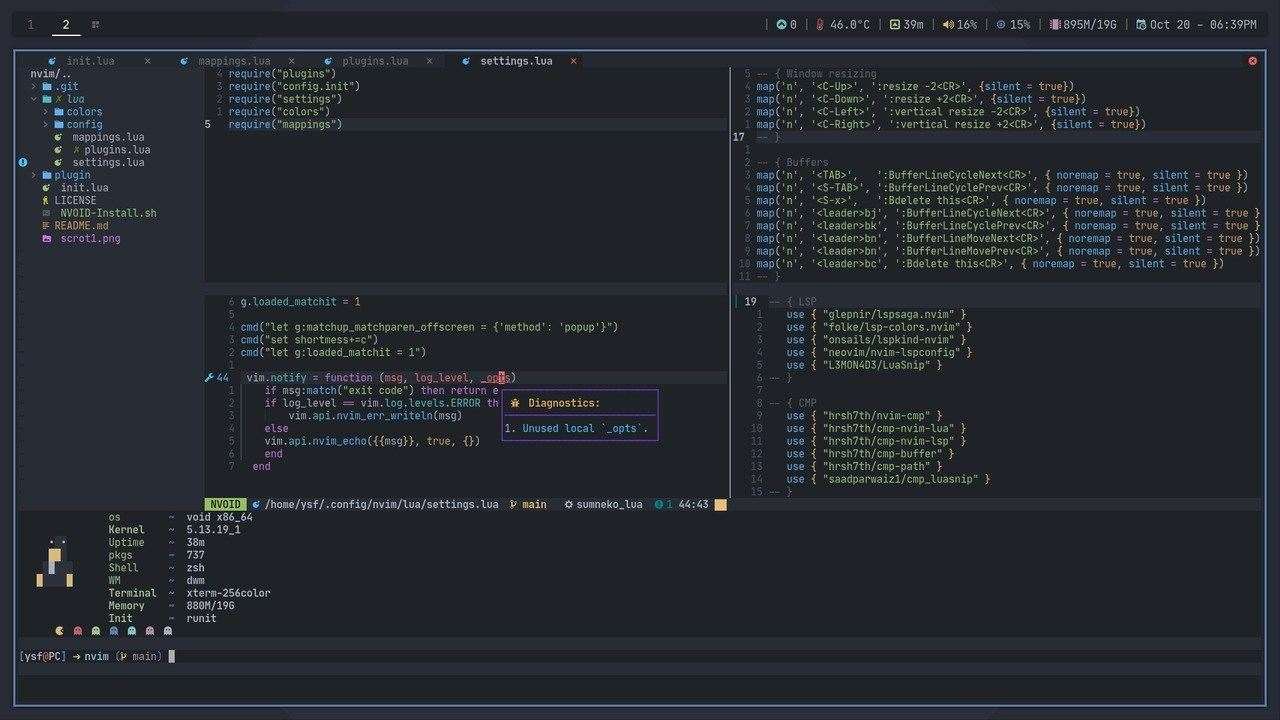 1 2
0 | 46.0°C | 39m | 16% | 15% | 895M/19G | Oct 20 - 06:39PM
init.lua × mappings.lua × plugins.lua × settings.lua ×
nvim/..
> .git
✗ lua
> colors
> config
mappings.lua
✗ plugins.lua
settings.lua
> plugin
init.lua
LICENSE
NVOID-Install.sh
README.md
scrot1.png
4 require("plugins")
3 require("config.init")
2 require("settings")
1 require("colors")
5 require("mappings")
6 g.loaded_matchit = 1
5
4 cmd("let g:matchup_matchparen_offscreen = {'method': 'popup'}")
3 cmd("set shortmess+=c")
2 cmd("let g:loaded_matchit = 1")
1
44 vim.notify = function (msg, log_level, _opts)
1 if msg:match("exit code") then return e
2 if log_level == vim.log.levels.ERROR th
3 vim.api.nvim_err_writeln(msg)
4 else
5 vim.api.nvim_echo({{msg}}, true, {})
6 end
7 end
Diagnostics:
1. Unused local `_opts`.
5 -- { Window resizing
4 map('n', '<C-Up>', ':resize -2<CR>', {silent = true})
3 map('n', '<C-Down>', ':resize +2<CR>', {silent = true})
2 map('n', '<C-Left>', ':vertical resize -2<CR>', {silent = true})
1 map('n', '<C-Right>', ':vertical resize +2<CR>', {silent = true})
17 -- }
1
2 -- { Buffers
3 map('n', '<TAB>', ':BufferLineCycleNext<CR>', { noremap = true, silent = true })
4 map('n', '<S-TAB>', ':BufferLineCyclePrev<CR>', { noremap = true, silent = true })
5 map('n', '<S-x>', ':Bdelete this<CR>', { noremap = true, silent = true })
6 map('n', '<leader>bj', ':BufferLineCycleNext<CR>', { noremap = true, silent = true }
7 map('n', '<leader>bk', ':BufferLineCyclePrev<CR>', { noremap = true, silent = true }
8 map('n', '<leader>bn', ':BufferLineMoveNext<CR>', { noremap = true, silent = true })
9 map('n', '<leader>bn', ':BufferLineMovePrev<CR>', { noremap = true, silent = true })
10 map('n', '<leader>bc', ':Bdelete this<CR>', { noremap = true, silent = true })
11 -- }
19 -- { LSP
1 use { "glepnir/lspsaga.nvim" }
2 use { "folke/lsp-colors.nvim" }
3 use { "onsails/lspkind-nvim" }
4 use { "neovim/nvim-lspconfig" }
5 use { "L3MON4D3/LuaSnip" }
6 -- }
7
8 -- { CMP
9 use { "hrsh7th/nvim-cmp" }
10 use { "hrsh7th/cmp-nvim-lua" }
11 use { "hrsh7th/cmp-nvim-lsp" }
12 use { "hrsh7th/cmp-buffer" }
13 use { "hrsh7th/cmp-path" }
14 use { "saadparwaiz1/cmp_luasnip" }
15 -- }
NVOID /home/ysf/.config/nvim/lua/settings.lua main sumneko_lua 1 44:43
os ~ void x86_64
Kernel ~ 5.13.19_1
Uptime ~ 38m
pkgs ~ 737
Shell ~ zsh
WM ~ dwm
Terminal ~ xterm-256color
Memory ~ 880M/19G
Init ~ runit
[ysf@PC] → nvim ( main)